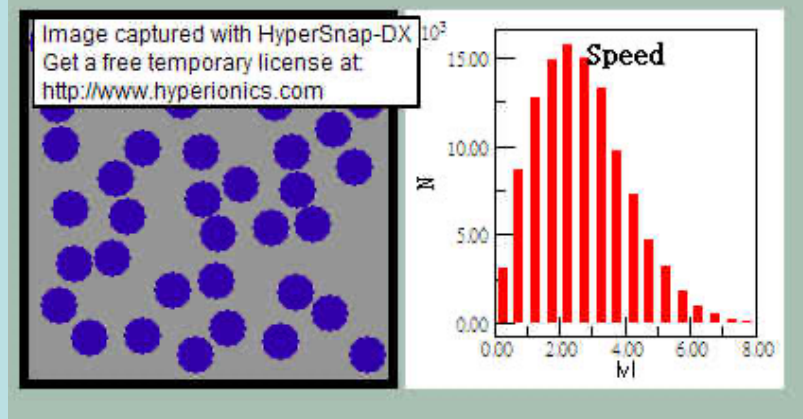 Image captured with HyperSnap-DX
Get a free temporary license at:
http://www.hyperionics.com
10³
Speed
15.00
10.00
5.00
0.00
N
0.00 2.00 4.00 6.00 8.00
|v|